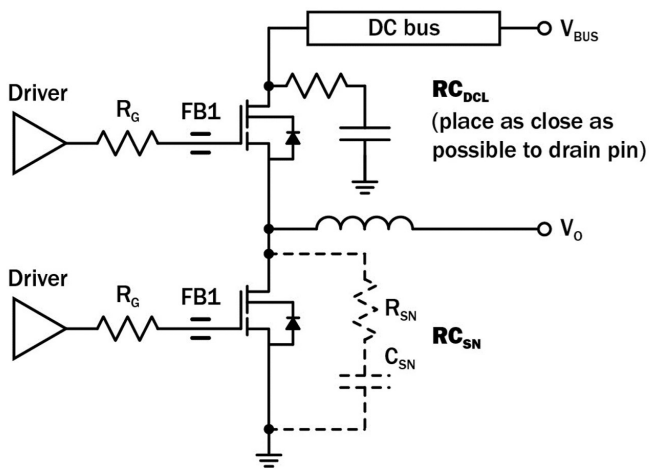 DC bus
V_BUS
Driver
R_G
FB1
RC_DCL
(place as close as
possible to drain pin)
V_O
Driver
R_G
FB1
R_SN
RC_SN
C_SN